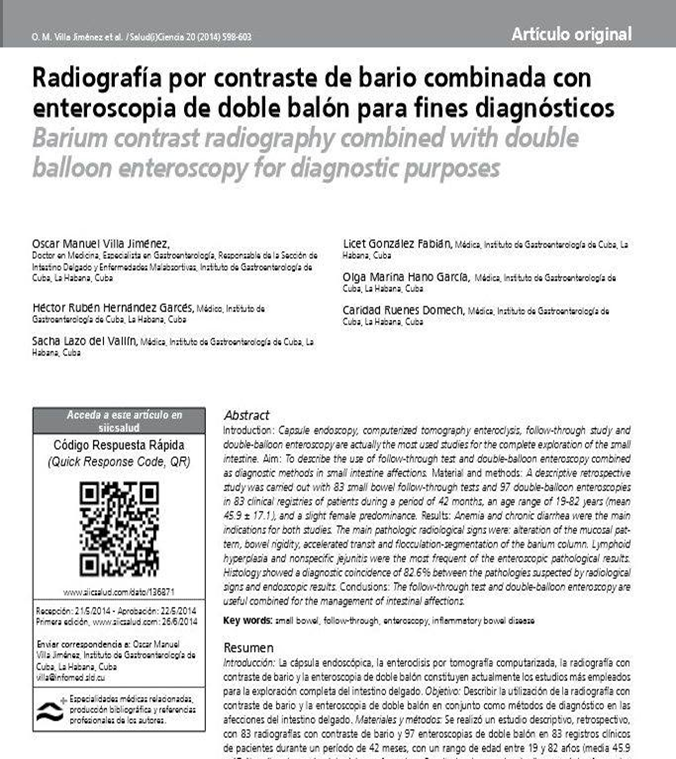 O. M. Villa Jiménez et al. / Salud(i)Ciencia 20 (2014) 598-603
Artículo original
Radiografía por contraste de bario combinada con
enteroscopia de doble balón para fines diagnósticos
Barium contrast radiography combined with double
balloon enteroscopy for diagnostic purposes
Oscar Manuel Villa Jiménez,
Doctor en Medicina, Especialista en Gastroenterología, Responsable de la Sección de
Intestino Delgado y Enfermedades Malabsortivas, Instituto de Gastroenterología de
Cuba, La Habana, Cuba
Héctor Rubén Hernández Garcés, Médico, Instituto de
Gastroenterología de Cuba, La Habana, Cuba
Sacha Lazo del Vallín, Médica, Instituto de Gastroenterología de Cuba, La
Habana, Cuba
Licet González Fabián, Médica, Instituto de Gastroenterología de Cuba, La
Habana, Cuba
Olga Marina Hano García, Médica, Instituto de Gastroenterología de
Cuba, La Habana, Cuba
Caridad Ruenes Domech, Médica, Instituto de Gastroenterología de
Cuba, La Habana, Cuba
Acceda a este artículo en
siicsalud
Código Respuesta Rápida
(Quick Response Code, QR)
www.siicsalud.com/dato/136871
Recepción: 21/5/2014 - Aprobación: 22/5/2014
Primera edición, www.siicsalud.com: 26/6/2014
Enviar correspondencia a: Oscar Manuel
Villa Jiménez, Instituto de Gastroenterología de
Cuba, La Habana, Cuba
villa@infomed.sld.cu
Especialidades médicas relacionadas,
producción bibliográfica y referencias
profesionales de los autores.
Abstract
Introduction: Capsule endoscopy, computerized tomography enteroclysis, follow-through study and
double-balloon enteroscopy are actually the most used studies for the complete exploration of the small
intestine. Aim: To describe the use of follow-through test and double-balloon enteroscopy combined
as diagnostic methods in small intestine affections. Material and methods: A descriptive retrospective
study was carried out with 83 small bowel follow-through tests and 97 double-balloon enteroscopies
in 83 clinical registries of patients during a period of 42 months, an age range of 19-82 years (mean
45.9 ± 17.1), and a slight female predominance. Results: Anemia and chronic diarrhea were the main
indications for both studies. The main pathologic radiological signs were: alteration of the mucosal pat-
tern, bowel rigidity, accelerated transit and flocculation-segmentation of the barium column. Lymphoid
hyperplasia and nonspecific jejunitis were the most frequent of the enteroscopic pathological results.
Histology showed a diagnostic coincidence of 82.6% between the pathologies suspected by radiological
signs and endoscopic results. Conclusions: The follow-through test and double-balloon enteroscopy are
useful combined for the management of intestinal affections.
Key words: small bowel, follow-through, enteroscopy, inflammatory bowel disease
Resumen
Introducción: La cápsula endoscópica, la enteroclisis por tomografía computarizada, la radiografía con
contraste de bario y la enteroscopia de doble balón constituyen actualmente los estudios más empleados
para la exploración completa del intestino delgado. Objetivo: Describir la utilización de la radiografía con
contraste de bario y la enteroscopia de doble balón en conjunto como métodos de diagnóstico en las
afecciones del intestino delgado. Materiales y métodos: Se realizó un estudio descriptivo, retrospectivo,
con 83 radiografías con contraste de bario y 97 enteroscopias de doble balón en 83 registros clínicos
de pacientes durante un período de 42 meses, con un rango de edad entre 19 y 82 años (media 45.9